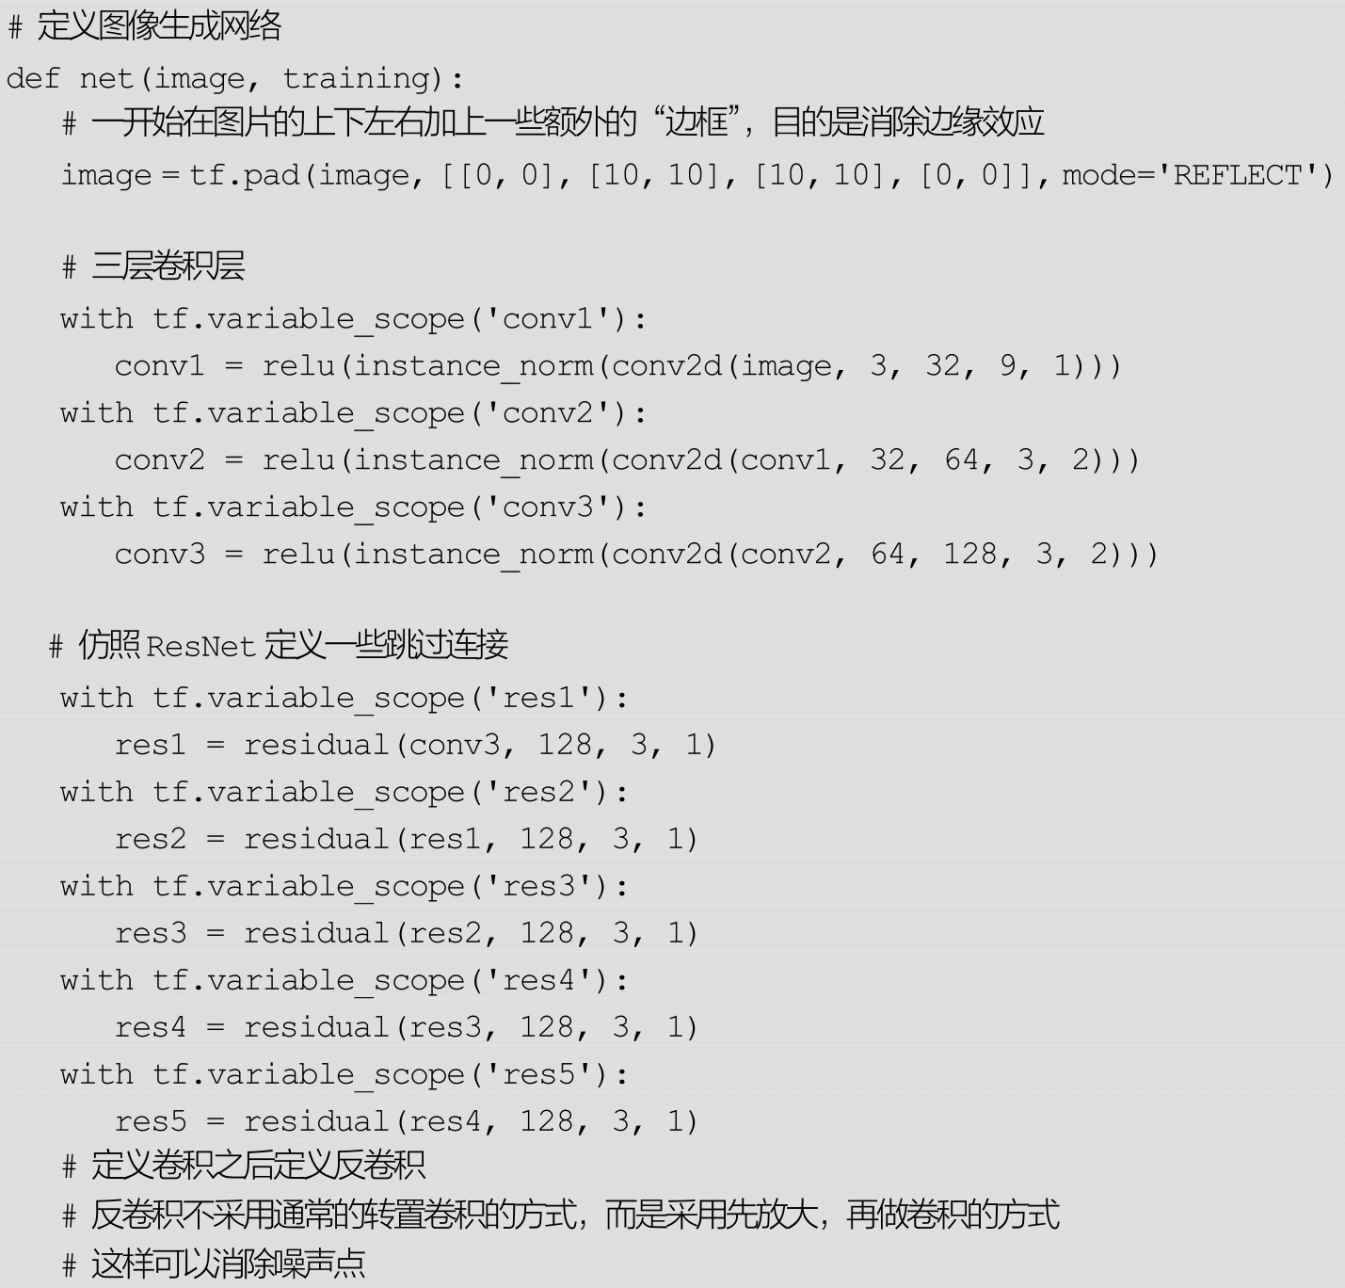 # 定义图像生成网络
def net(image, training):
# 一开始在图片的上下左右加上一些额外的“边框”，目的是消除边缘效应
image = tf.pad(image, [[0, 0], [10, 10], [10, 10], [0, 0]], mode='REFLECT')
# 三层卷积层
with tf.variable_scope('conv1'):
conv1 = relu(instance_norm(conv2d(image, 3, 32, 9, 1)))
with tf.variable_scope('conv2'):
conv2 = relu(instance_norm(conv2d(conv1, 32, 64, 3, 2)))
with tf.variable_scope('conv3'):
conv3 = relu(instance_norm(conv2d(conv2, 64, 128, 3, 2)))
# 仿照 ResNet 定义一些跳过连接
with tf.variable_scope('res1'):
res1 = residual(conv3, 128, 3, 1)
with tf.variable_scope('res2'):
res2 = residual(res1, 128, 3, 1)
with tf.variable_scope('res3'):
res3 = residual(res2, 128, 3, 1)
with tf.variable_scope('res4'):
res4 = residual(res3, 128, 3, 1)
with tf.variable_scope('res5'):
res5 = residual(res4, 128, 3, 1)
# 定义卷积之后定义反卷积
# 反卷积不采用通常的转置卷积的方式，而是采用先放大，再做卷积的方式
# 这样可以消除噪声点